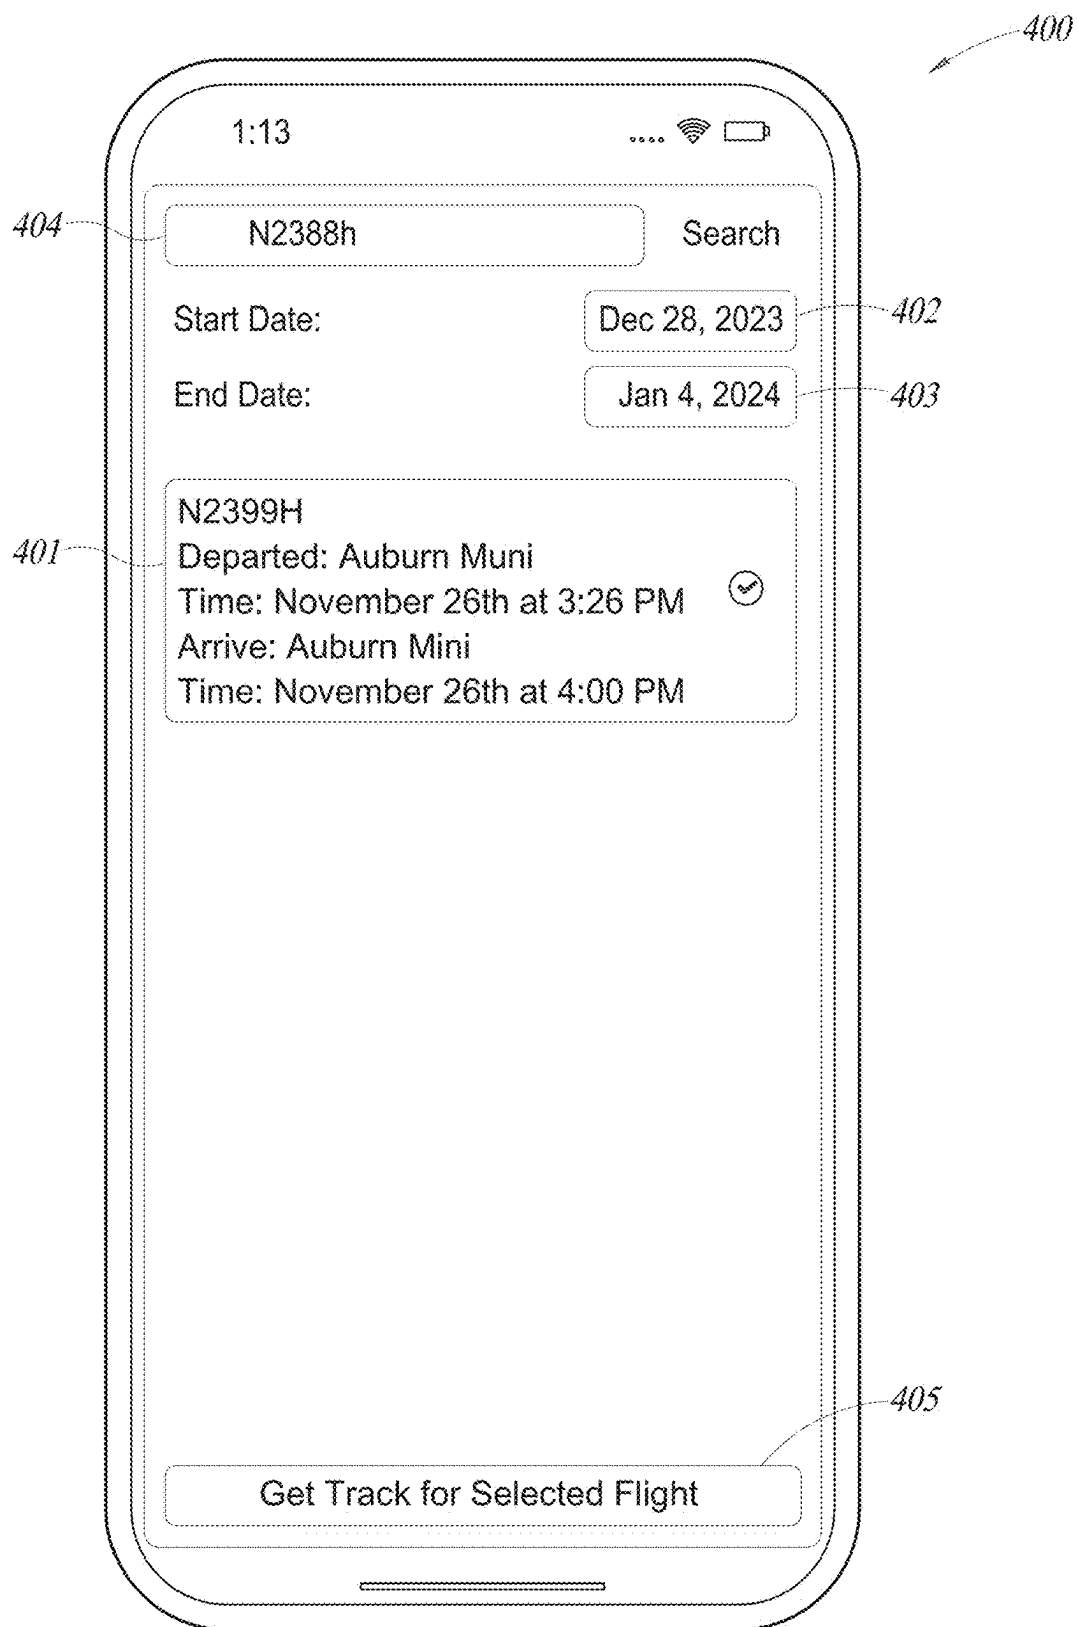 400
1:13
404
N2388h
Search
Start Date:
Dec 28, 2023
402
End Date:
Jan 4, 2024
403
401
N2399H
Departed: Auburn Muni
Time: November 26th at 3:26 PM
Arrive: Auburn Mini
Time: November 26th at 4:00 PM
405
Get Track for Selected Flight